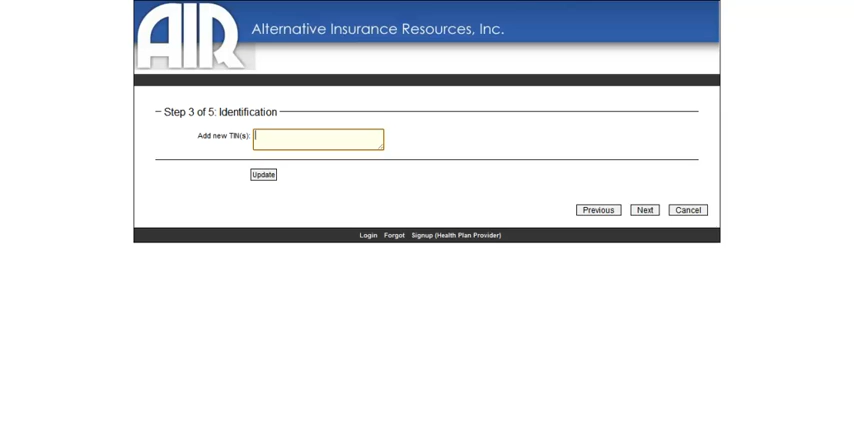 AIR
Alternative Insurance Resources, Inc.
Step 3 of 5: Identification
Add new TIN(s):
Update
Previous Next Cancel
Login Forgot Signup (Health Plan Provider)